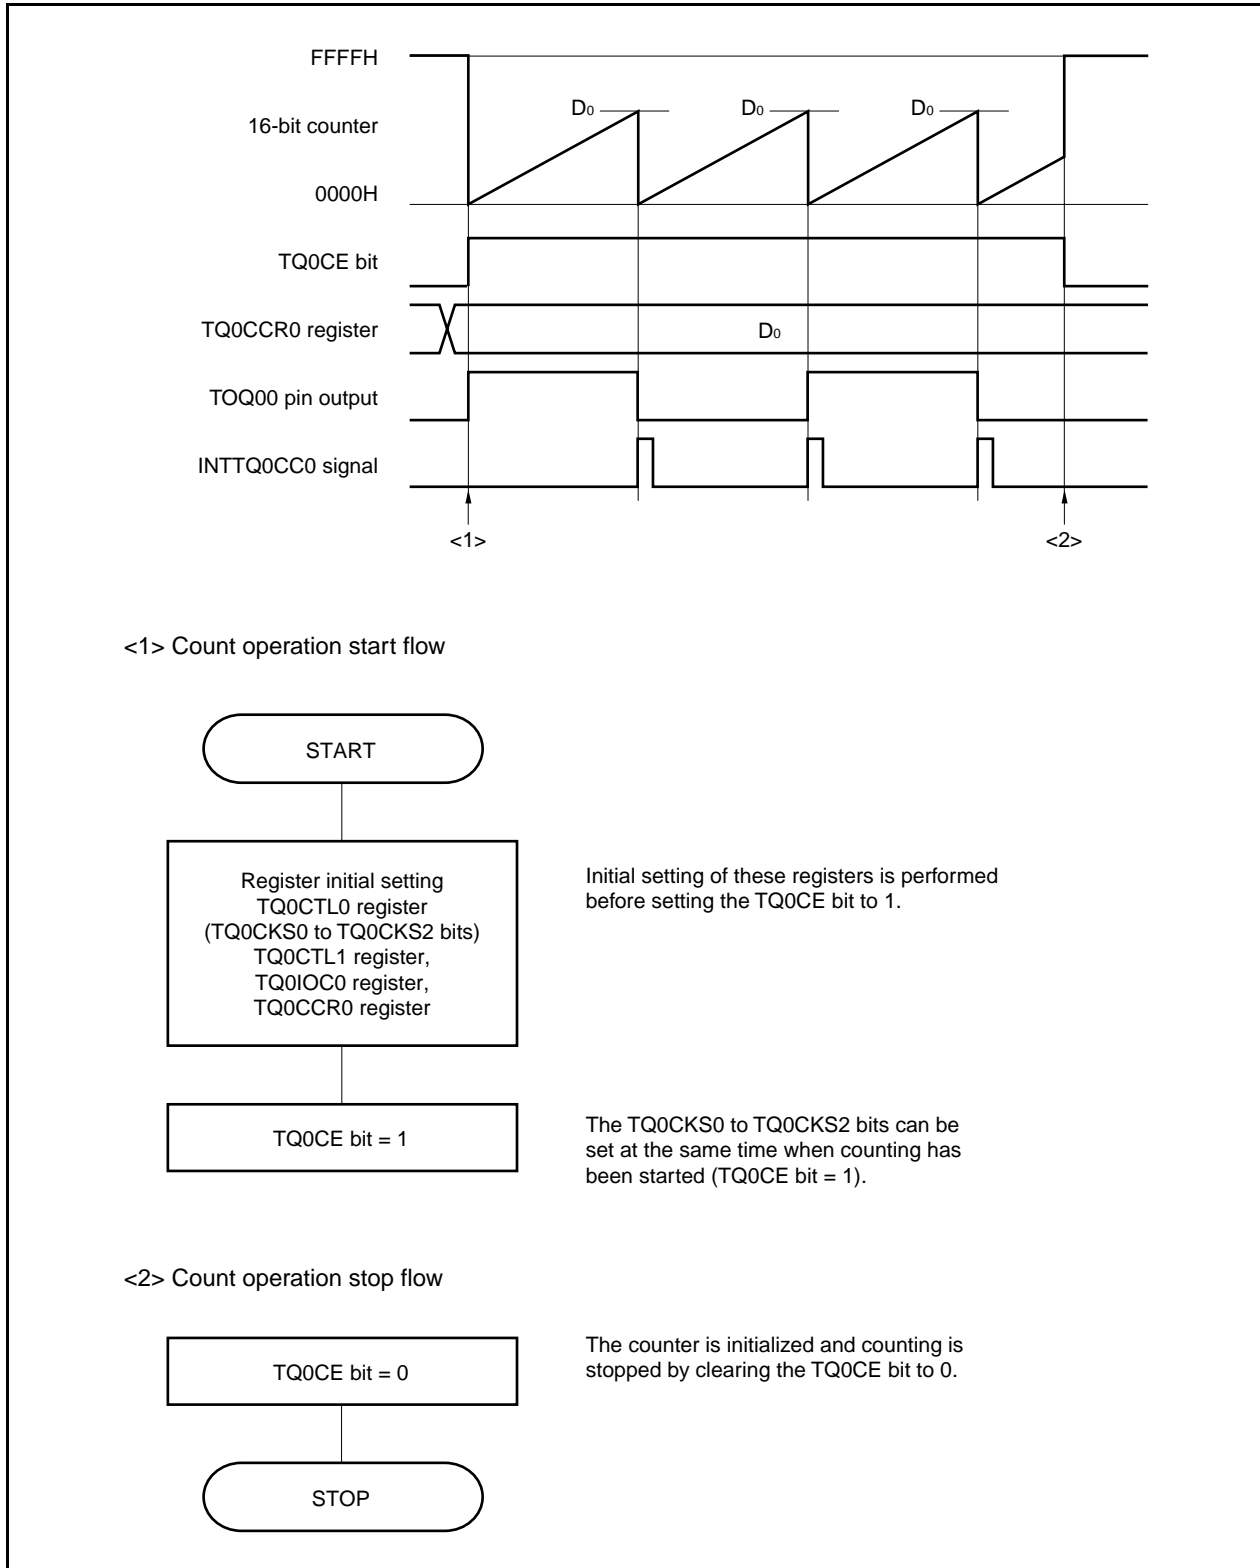 FFFFH
D0 D0 D0
16-bit counter
0000H
TQ0CE bit
TQ0CCR0 register
D0
TOQ00 pin output
INTTQ0CC0 signal
<1> <2>
<1> Count operation start flow
START
Register initial setting
TQ0CTL0 register
(TQ0CKS0 to TQ0CKS2 bits)
TQ0CTL1 register,
TQ0IOC0 register,
TQ0CCR0 register
Initial setting of these registers is performed
before setting the TQ0CE bit to 1.
TQ0CE bit = 1
The TQ0CKS0 to TQ0CKS2 bits can be
set at the same time when counting has
been started (TQ0CE bit = 1).
<2> Count operation stop flow
TQ0CE bit = 0
The counter is initialized and counting is
stopped by clearing the TQ0CE bit to 0.
STOP